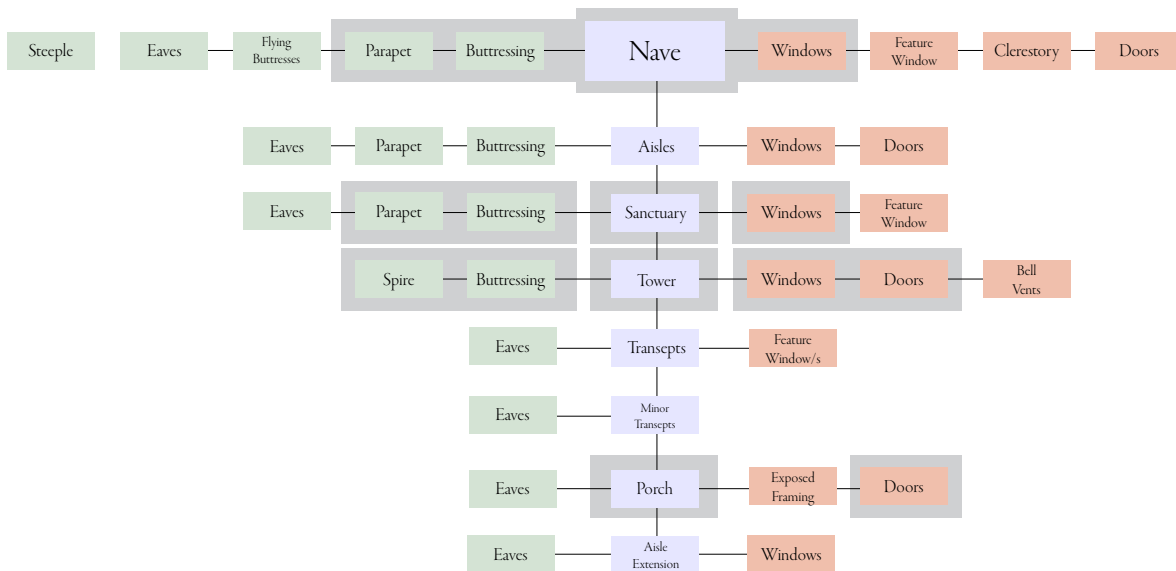 Steeple
Eaves
Flying
Buttresses
Parapet
Buttressing
Nave
Windows
Feature
Window
Clerestory
Doors
Eaves
Parapet
Buttressing
Aisles
Windows
Doors
Eaves
Parapet
Buttressing
Sanctuary
Windows
Feature
Window
Spire
Buttressing
Tower
Windows
Doors
Bell
Vents
Eaves
Transepts
Feature
Window/s
Eaves
Minor
Transepts
Eaves
Porch
Exposed
Framing
Doors
Eaves
Aisle
Extension
Windows